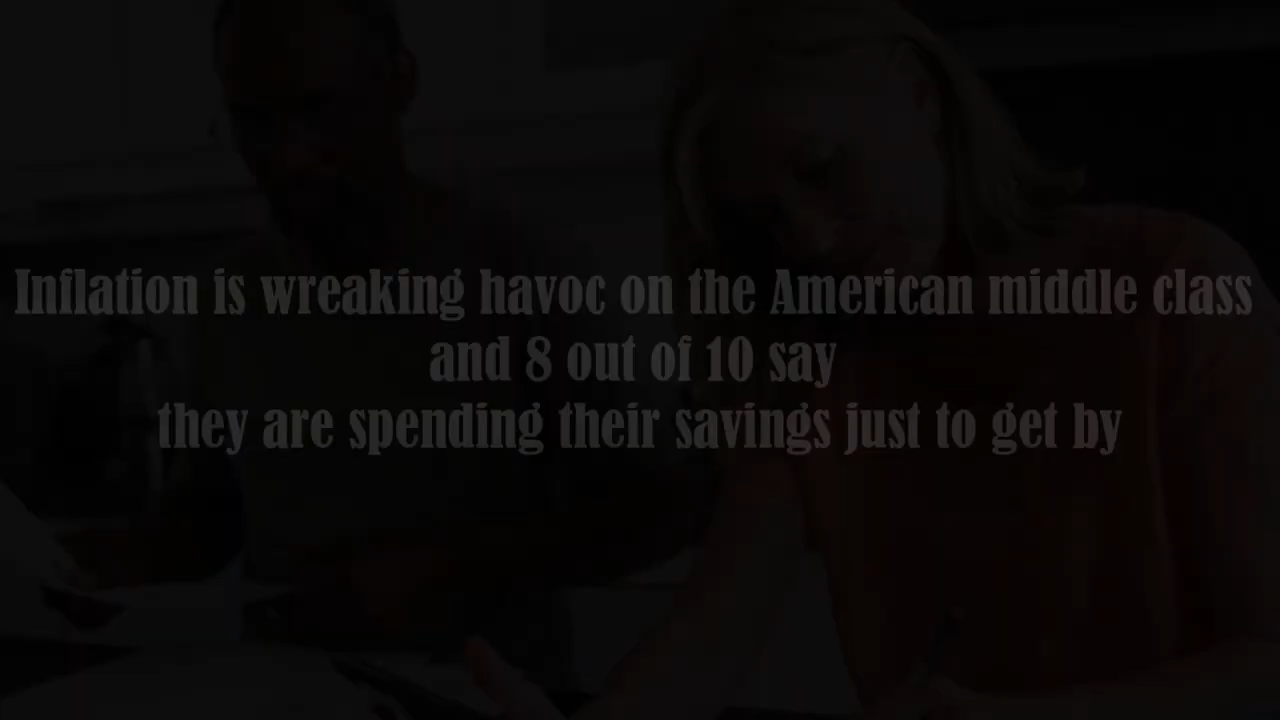 Inflation is wreaking havoc on the American middle class
and 8 out of 10 say
they are spending their savings just to get by